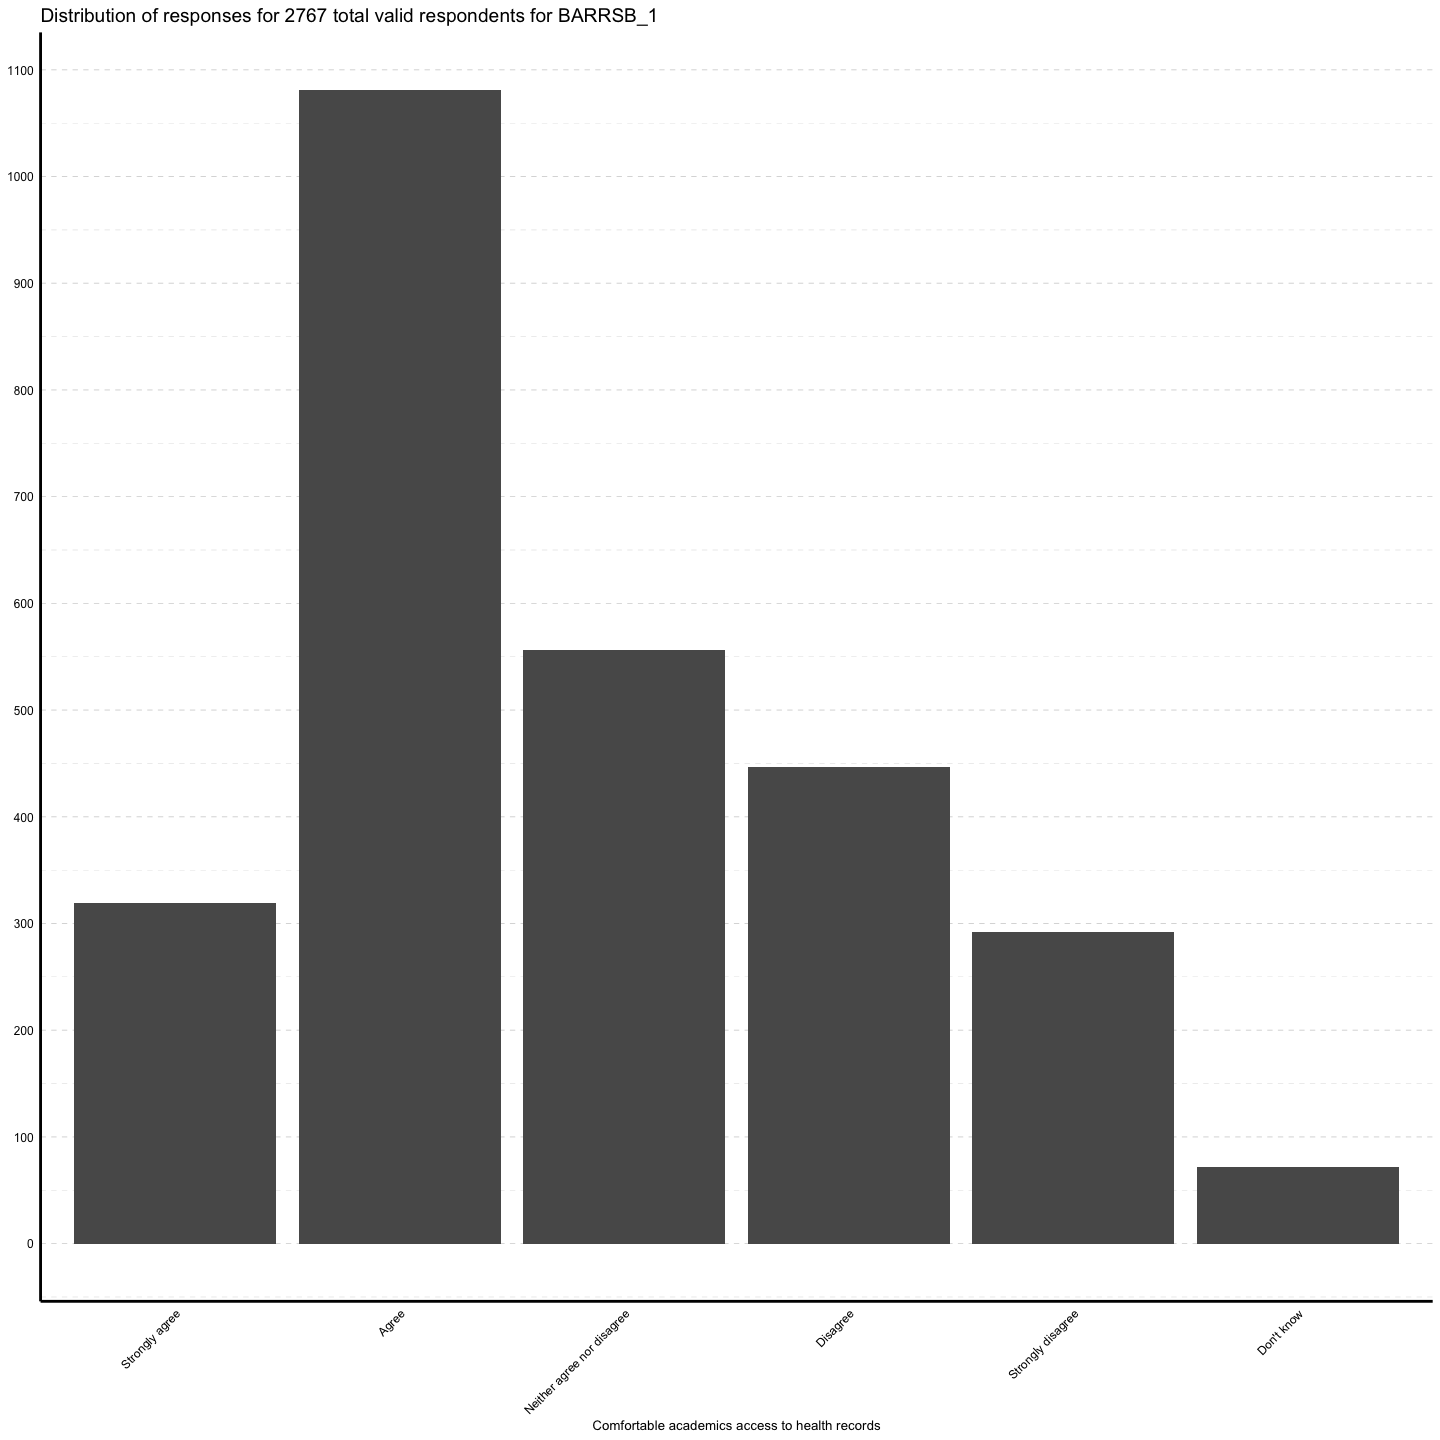 Distribution of responses for 2767 total valid respondents for BARRSB_1
1100
1000
900
800
700
600
500
400
300
200
100
0
Strongly agree
Agree
Neither agree nor disagree
Disagree
Strongly disagree
Don't know
Comfortable academics access to health records